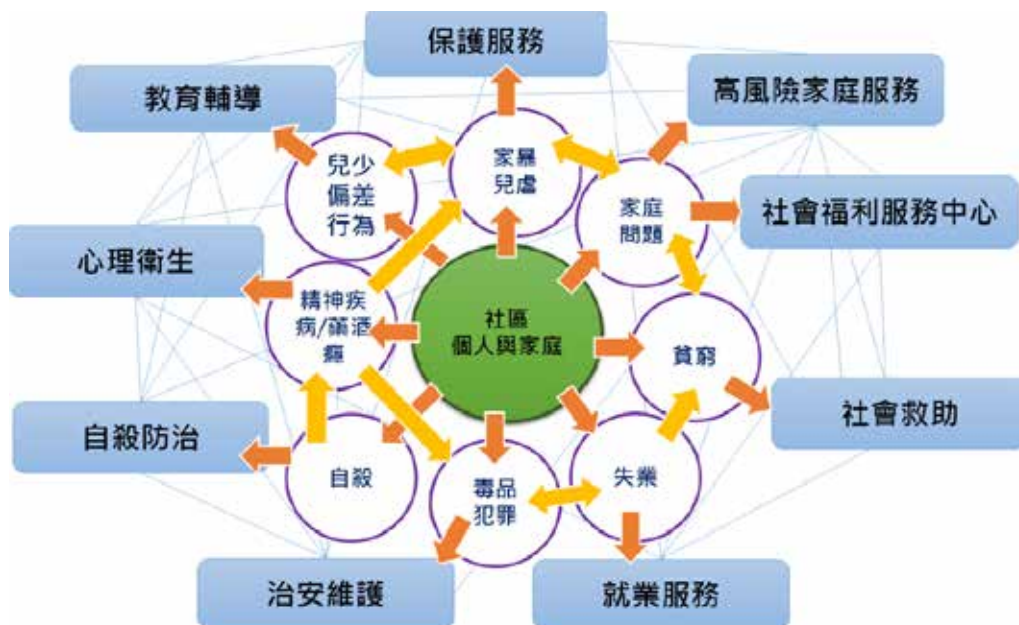 保護服務
教育輔導
高風險家庭服務
兒少
偏差
行為
家暴
兒虐
家庭
問題
社會福利服務中心
心理衛生
精神疾
病/藥酒
癮
社區
個人與家庭
貧窮
社會救助
自殺防治
自殺
毒品
犯罪
失業
治安維護
就業服務